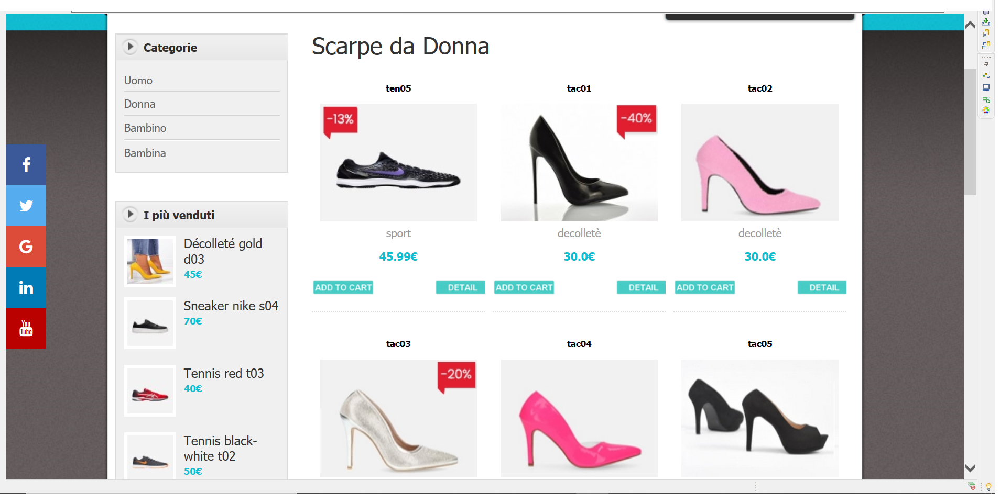 Categorie
Uomo
Donna
Bambino
Bambina
You
Tube
I più venduti
Décolleté gold
d03
45€
Sneaker nike s04
70€
Tennis red t03
40€
Tennis black-
white t02
50€
Scarpe da Donna
ten05
-13%
sport
45.99€
ADD TO CART
DETAIL
tac01
-40%
decolletè
30.0€
ADD TO CART
DETAIL
tac02
decolletè
30.0€
ADD TO CART
DETAIL
tac03
-20%
tac04
tac05